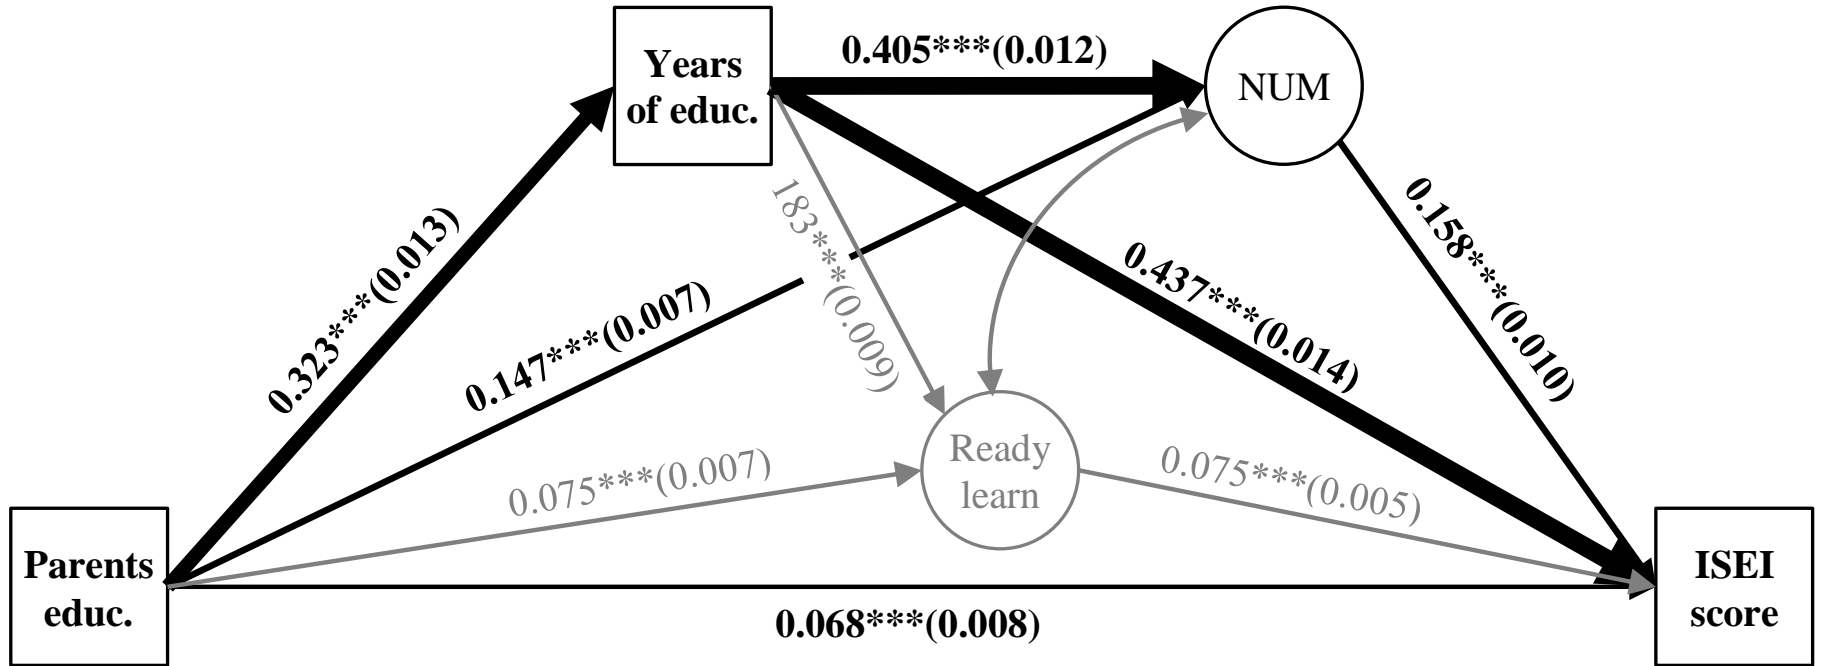 Years
of educ.
0.405***(0.012)
NUM
0.323***(0.013)
0.147***(0.007)
183***(0.009)
0.437***(0.014)
0.158***(0.010)
0.075***(0.007)
Ready
learn
0.075***(0.005)
Parents
educ.
0.068***(0.008)
ISEI
score